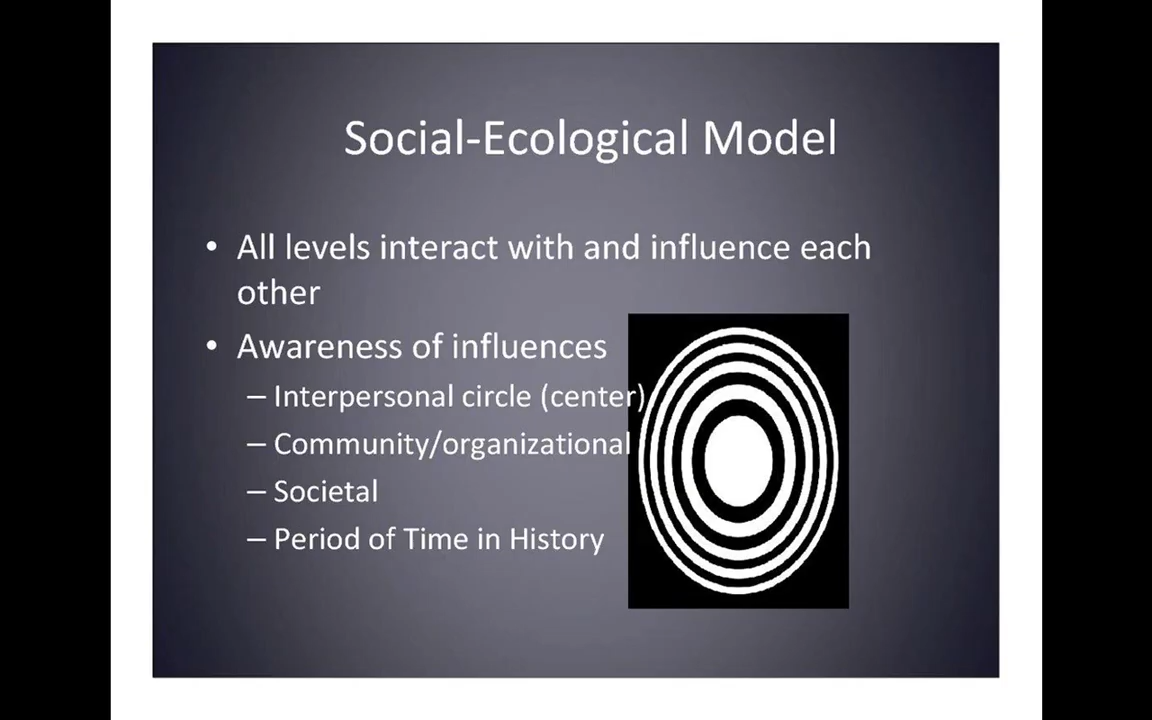 Social-Ecological Model
• All levels interact with and influence each
other
• Awareness of influences
– Interpersonal circle (center)
– Community/organizational
– Societal
– Period of Time in History